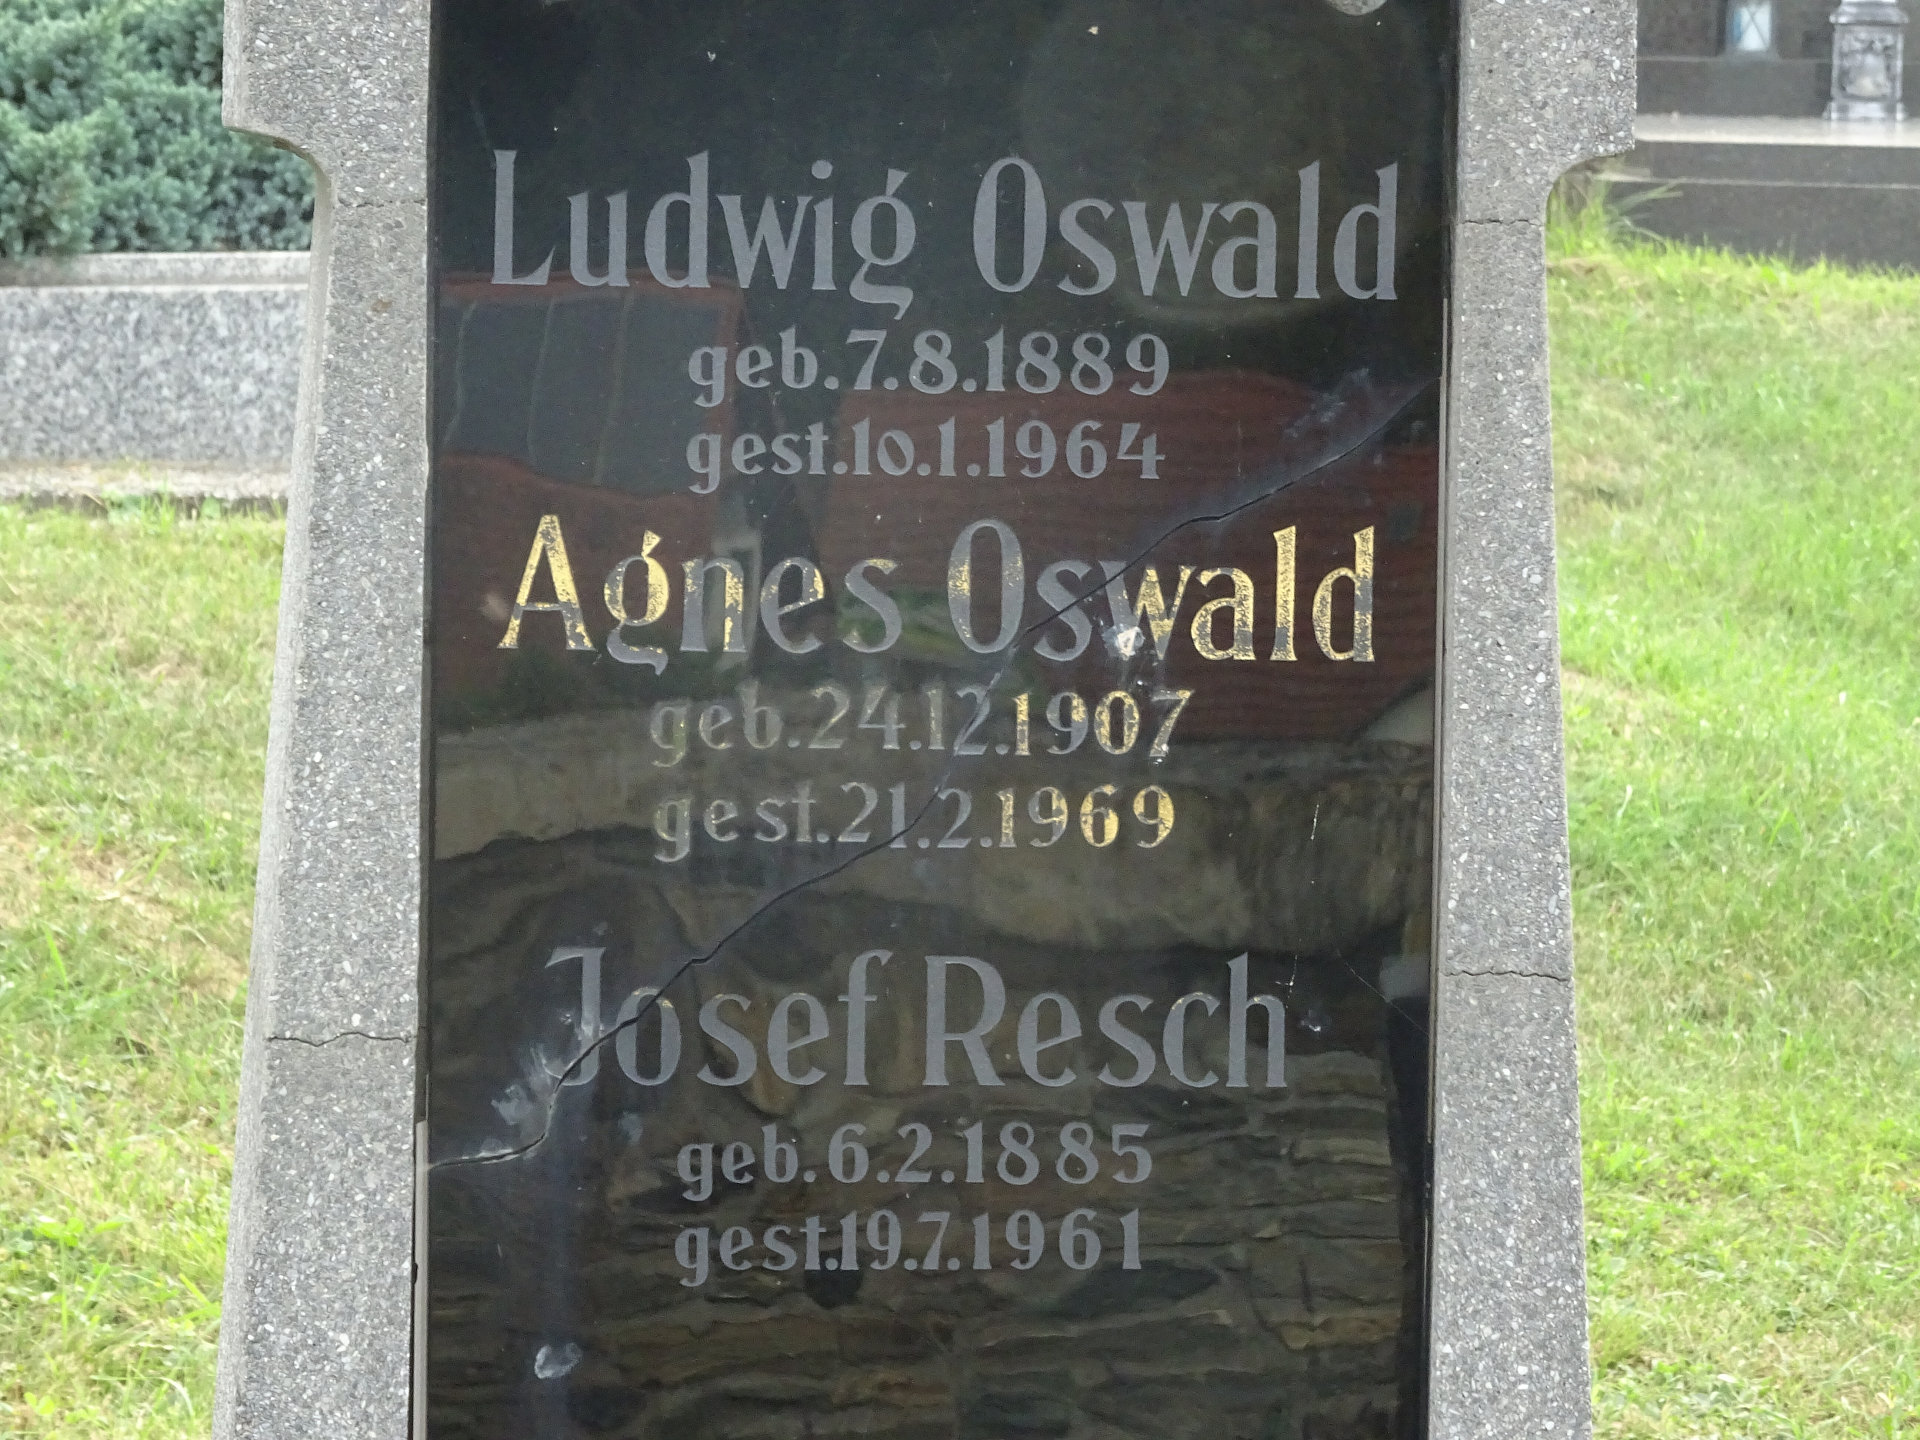 Ludwig Oswald
geb.7.8.1889
gest.10.1.1964
Agnes Oswald
geb.24.12.1907
gest.21.2.1969
Josef Resch
geb.6.2.1885
gest.19.7.1961